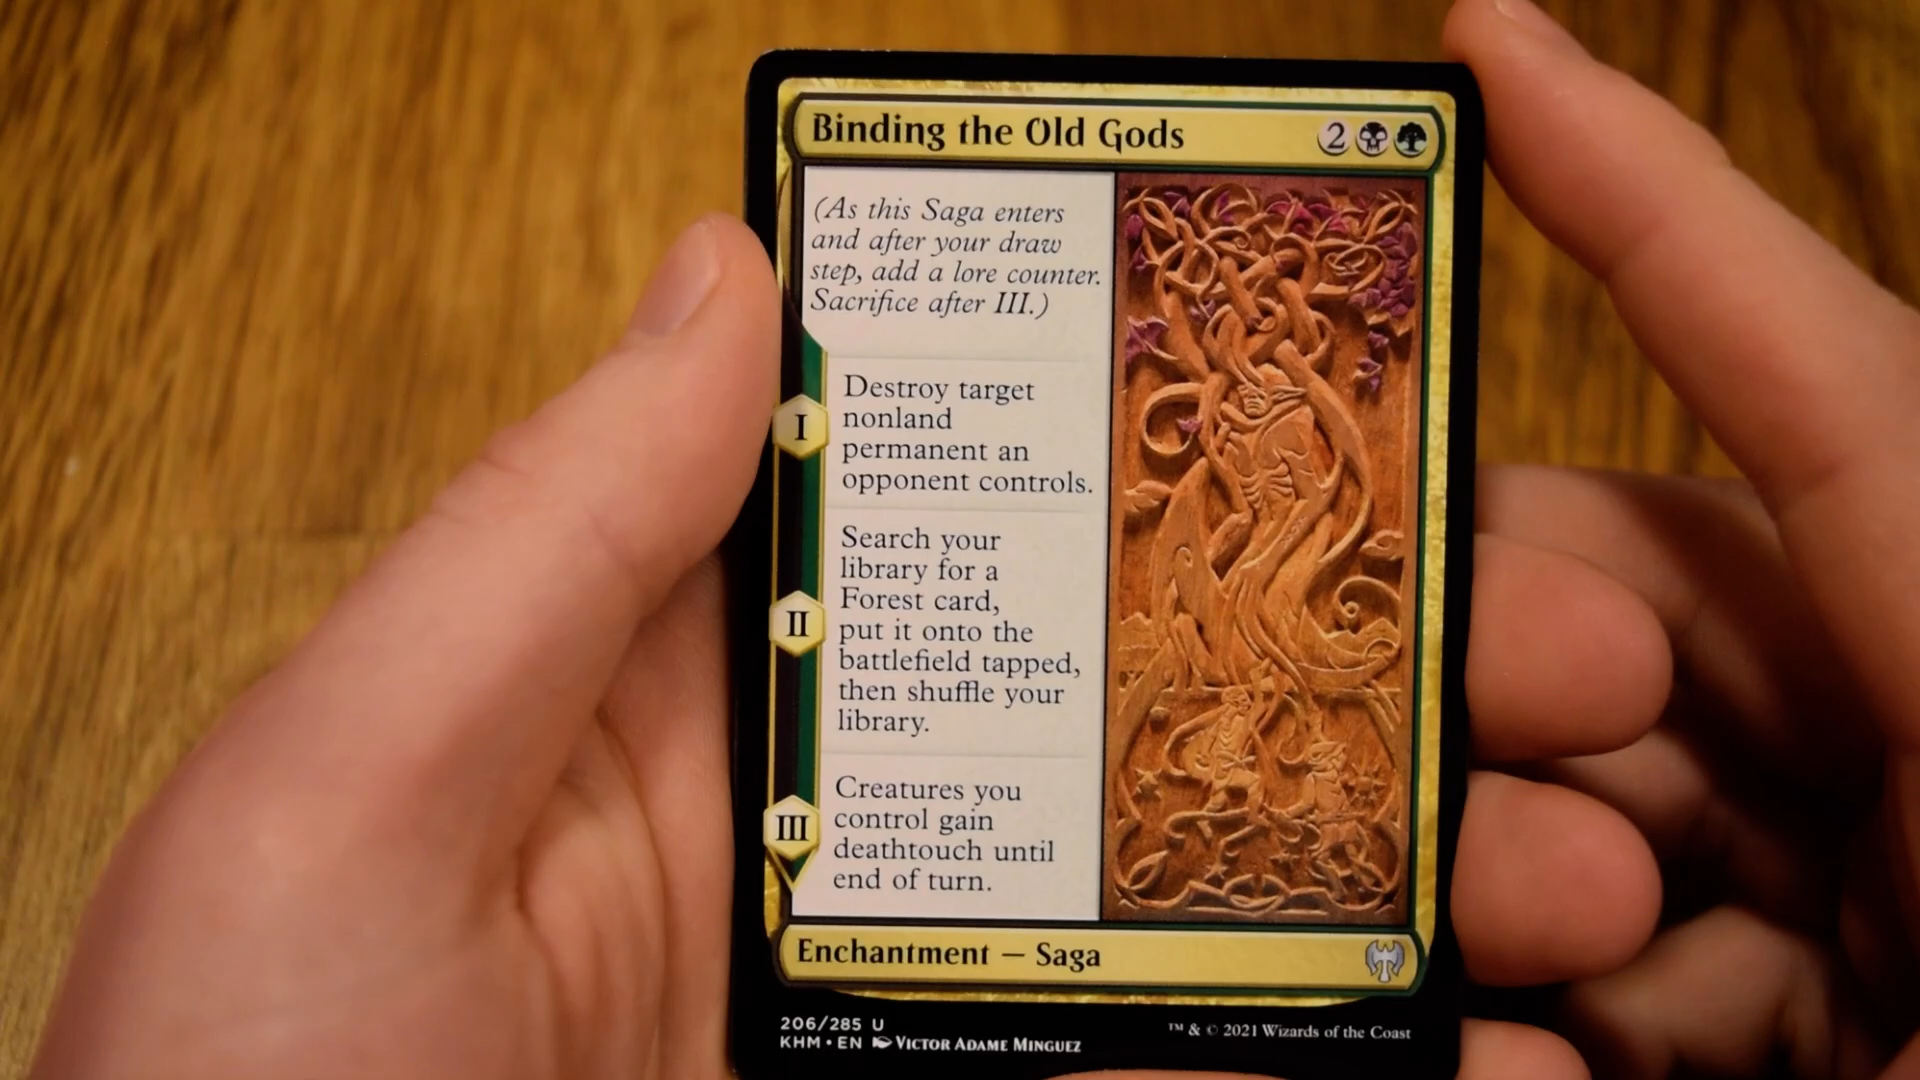 Binding the Old Gods 2
(As this Saga enters
and after your draw
step, add a lore counter.
Sacrifice after III.)
I
Destroy target
nonland
permanent an
opponent controls.
II
Search your
library for a
Forest card,
put it onto the
battlefield tapped,
then shuffle your
library.
III
Creatures you
control gain
deathtouch until
end of turn.
Enchantment — Saga
206/285 U
KHM • EN VICTOR ADAME MINGUEZ
™ & © 2021 Wizards of the Coast